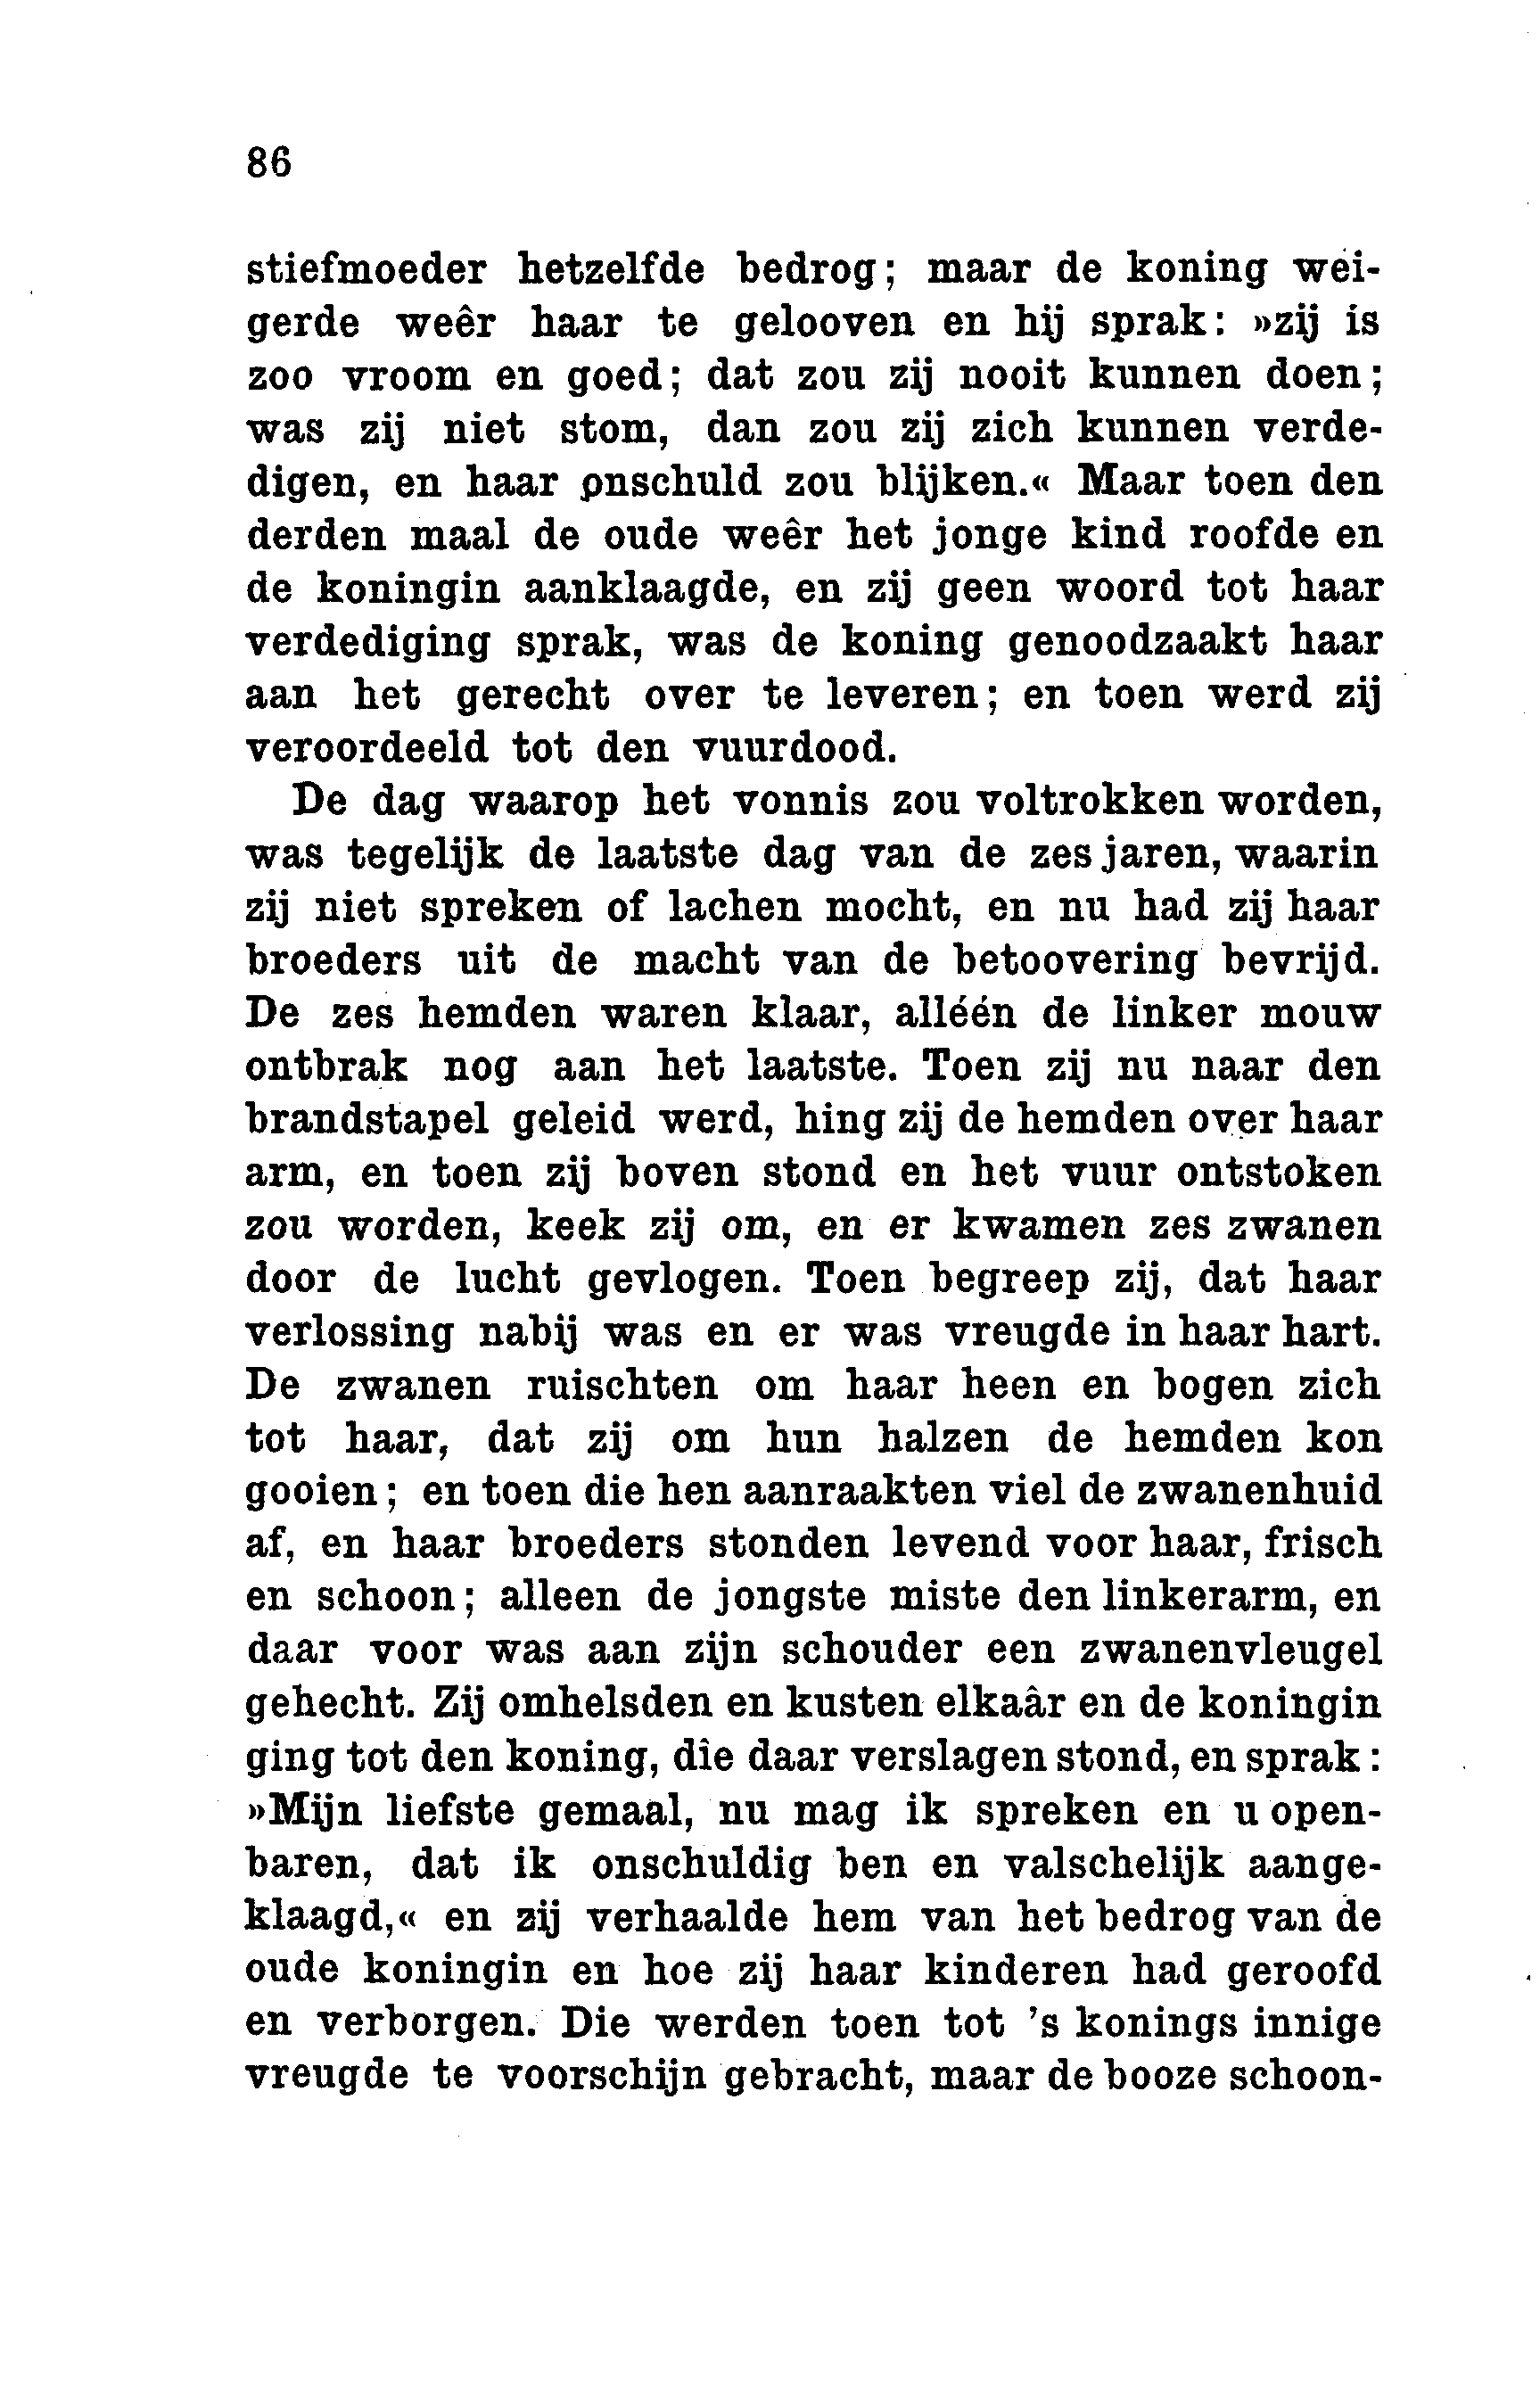 86
stiefmoeder hetzelfde bedrog; maar de koning wei-
gerde weêr haar te gelooven en hij sprak: »zij is
zoo vroom en goed; dat zou zij nooit kunnen doen;
was zij niet stom, dan zou zij zich kunnen verde-
digen, en haar onschuld zou blijken.« Maar toen den
derden maal de oude weêr het jonge kind roofde en
de koningin aanklaagde, en zij geen woord tot haar
verdediging sprak, was de koning genoodzaakt haar
aan het gerecht over te leveren; en toen werd zij
veroordeeld tot den vuurdood.
De dag waarop het vonnis zou voltrokken worden,
was tegelijk de laatste dag van de zes jaren, waarin
zij niet spreken of lachen mocht, en nu had zij haar
broeders uit de macht van de betoovering bevrijd.
De zes hemden waren klaar, alléén de linker mouw
ontbrak nog aan het laatste. Toen zij nu naar den
brandstapel geleid werd, hing zij de hemden over haar
arm, en toen zij boven stond en het vuur ontstoken
zou worden, keek zij om, en er kwamen zes zwanen
door de lucht gevlogen. Toen begreep zij, dat haar
verlossing nabij was en er was vreugde in haar hart.
De zwanen ruischten om haar heen en bogen zich
tot haar, dat zij om hun halzen de hemden kon
gooien; en toen die hen aanraakten viel de zwanenhuid
af, en haar broeders stonden levend voor haar, frisch
en schoon; alleen de jongste miste den linkerarm, en
daar voor was aan zijn schouder een zwanenvleugel
gehecht. Zij omhelsden en kusten elkaâr en de koningin
ging tot den koning, die daar verslagen stond, en sprak:
»Mijn liefste gemaal, nu mag ik spreken en u open-
baren, dat ik onschuldig ben en valschelijk aange-
klaagd,« en zij verhaalde hem van het bedrog van de
oude koningin en hoe zij haar kinderen had geroofd
en verborgen. Die werden toen tot 's konings innige
vreugde te voorschijn gebracht, maar de booze schoon-